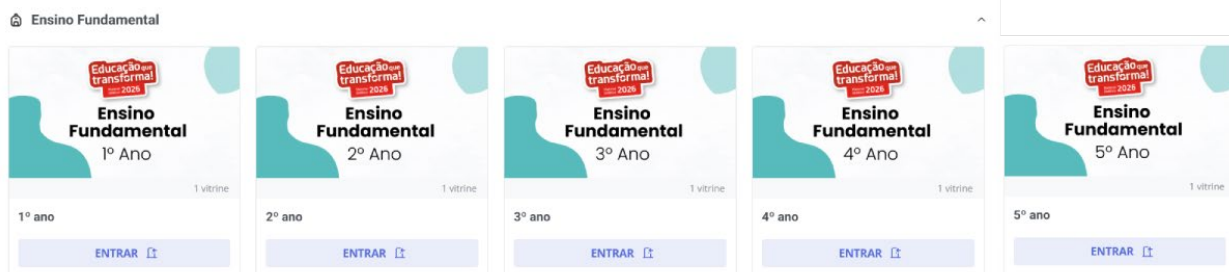 Ensino Fundamental
Educação que
transforma!
2026
Ensino
Fundamental
1º Ano
1 vitrine
1º ano
ENTRAR
Educação que
transforma!
2026
Ensino
Fundamental
2º Ano
1 vitrine
2º ano
ENTRAR
Educação que
transforma!
2026
Ensino
Fundamental
3º Ano
1 vitrine
3º ano
ENTRAR
Educação que
transforma!
2026
Ensino
Fundamental
4º Ano
1 vitrine
4º ano
ENTRAR
Educação que
transforma!
2026
Ensino
Fundamental
5º Ano
1 vitrine
5º ano
ENTRAR